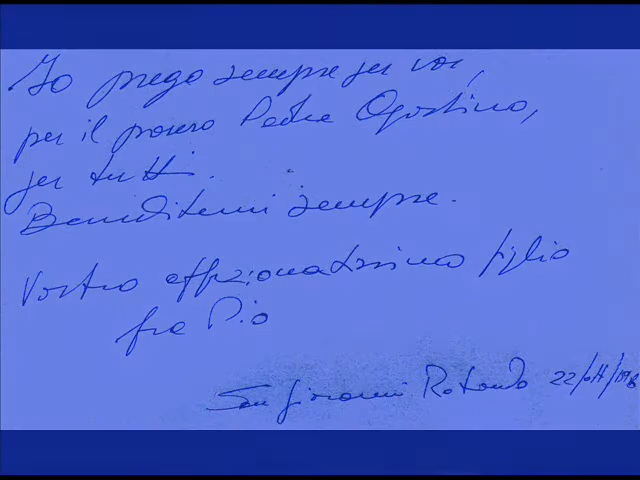 Io prego sempre per voi,
per il povero Padre Agostino,
per tutti.
Beneditemi sempre.
Vostro affezionatissimo figlio
fra Pio
San Giovanni Rotondo 22/ott/